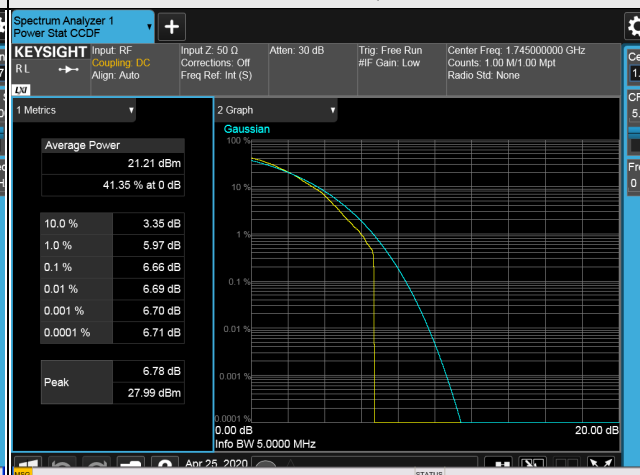 Spectrum Analyzer 1
Power Stat CCDF
+
KEYSIGHT
Input: RF
Input Z: 50 Ω
Atten: 30 dB
Trig: Free Run
Center Freq: 1.745000000 GHz
R L
Coupling: DC
Corrections: Off
#IF Gain: Low
Counts: 1.00 M/1.00 Mpt
Align: Auto
Freq Ref: Int (S)
Radio Std: None
LXI
1 Metrics
2 Graph
Gaussian
Average Power
21.21 dBm
41.35 % at 0 dB
10.0 % 3.35 dB
1.0 % 5.97 dB
0.1 % 6.66 dB
0.01 % 6.69 dB
0.001 % 6.70 dB
0.0001 % 6.71 dB
Peak
6.78 dB
27.99 dBm
100 %
10 %
1 %
0.1 %
0.01 %
0.001 %
0.0001 %
0.00 dB
20.00 dB
Info BW 5.0000 MHz
Apr 25, 2020
MSG
STATUS